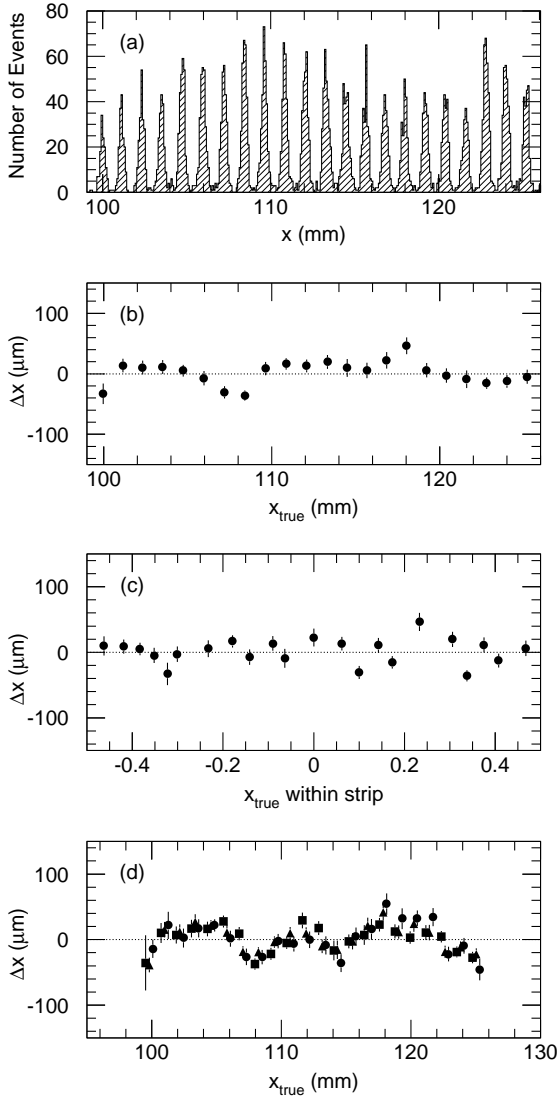 80
60
40
20
0
Number of Events
(a)
100
110
120
x (mm)
100
0
-100
Δx (μm)
(b)
100
110
120
x_true (mm)
100
0
-100
Δx (μm)
(c)
-0.4
-0.2
0
0.2
0.4
x_true within strip
100
0
-100
Δx (μm)
(d)
100
110
120
130
x_true (mm)